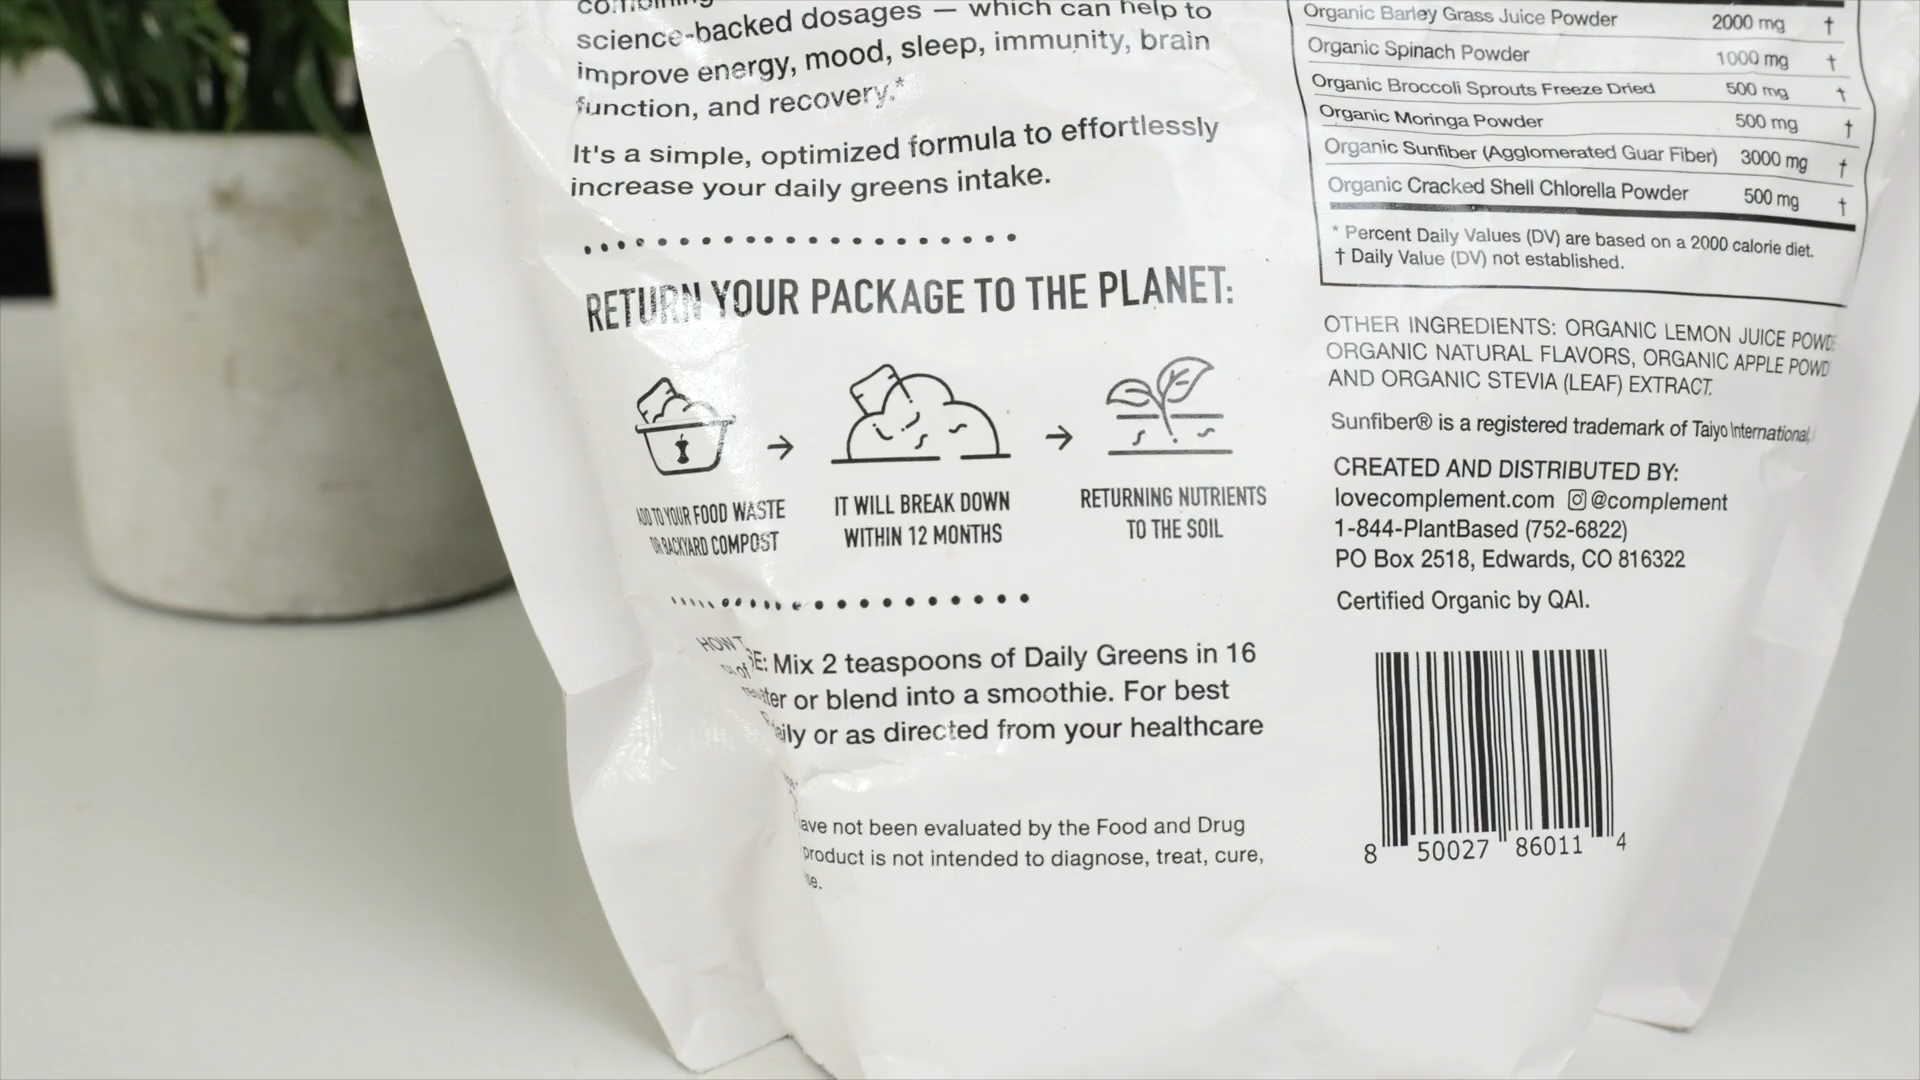 science-backed dosages — which can help to
improve energy, mood, sleep, immunity, brain
function, and recovery.*
It's a simple, optimized formula to effortlessly
increase your daily greens intake.
RETURN YOUR PACKAGE TO THE PLANET:
ADD TO YOUR FOOD WASTE
OR BACKYARD COMPOST
IT WILL BREAK DOWN
WITHIN 12 MONTHS
RETURNING NUTRIENTS
TO THE SOIL
HOW T SE: Mix 2 teaspoons of Daily Greens in 16
of ter or blend into a smoothie. For best
aily or as directed from your healthcare
ave not been evaluated by the Food and Drug
product is not intended to diagnose, treat, cure,
se.
Organic Barley Grass Juice Powder 2000 mg †
Organic Spinach Powder 1000 mg †
Organic Broccoli Sprouts Freeze Dried 500 mg †
Organic Moringa Powder 500 mg †
Organic Sunfiber (Agglomerated Guar Fiber) 3000 mg †
Organic Cracked Shell Chlorella Powder 500 mg †
* Percent Daily Values (DV) are based on a 2000 calorie diet.
† Daily Value (DV) not established.
OTHER INGREDIENTS: ORGANIC LEMON JUICE POWDE
ORGANIC NATURAL FLAVORS, ORGANIC APPLE POWD
AND ORGANIC STEVIA (LEAF) EXTRACT.
Sunfiber® is a registered trademark of Taiyo International,
CREATED AND DISTRIBUTED BY:
lovecomplement.com @complement
1-844-PlantBased (752-6822)
PO Box 2518, Edwards, CO 816322
Certified Organic by QAI.
8 50027 86011 4